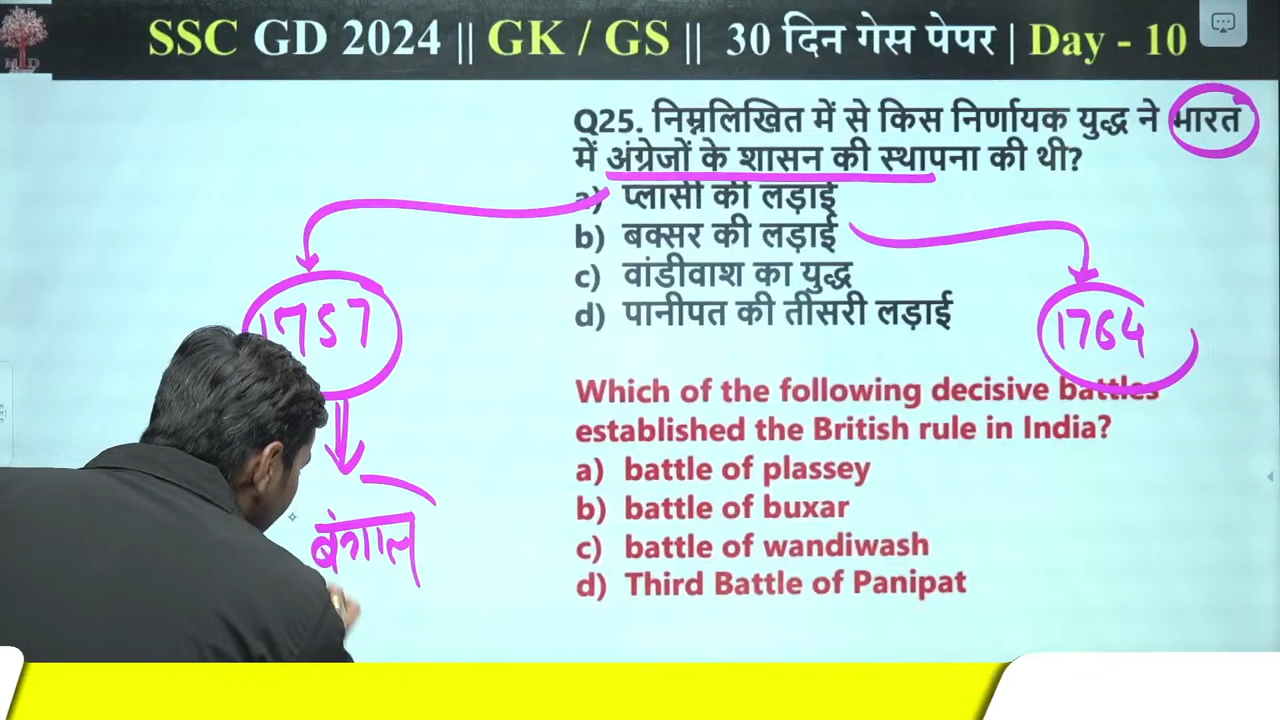 SSC GD 2024 || GK / GS || 30 दिन गेस पेपर | Day - 10
Q25. निम्नलिखित में से किस निर्णायक युद्ध ने भारत
में अंग्रेजों के शासन की स्थापना की थी?
a) प्लासी की लड़ाई
b) बक्सर की लड़ाई
c) वांडीवाश का युद्ध
d) पानीपत की तीसरी लड़ाई
1757
1764
बंगाल
Which of the following decisive battles
established the British rule in India?
a) battle of plassey
b) battle of buxar
c) battle of wandiwash
d) Third Battle of Panipat